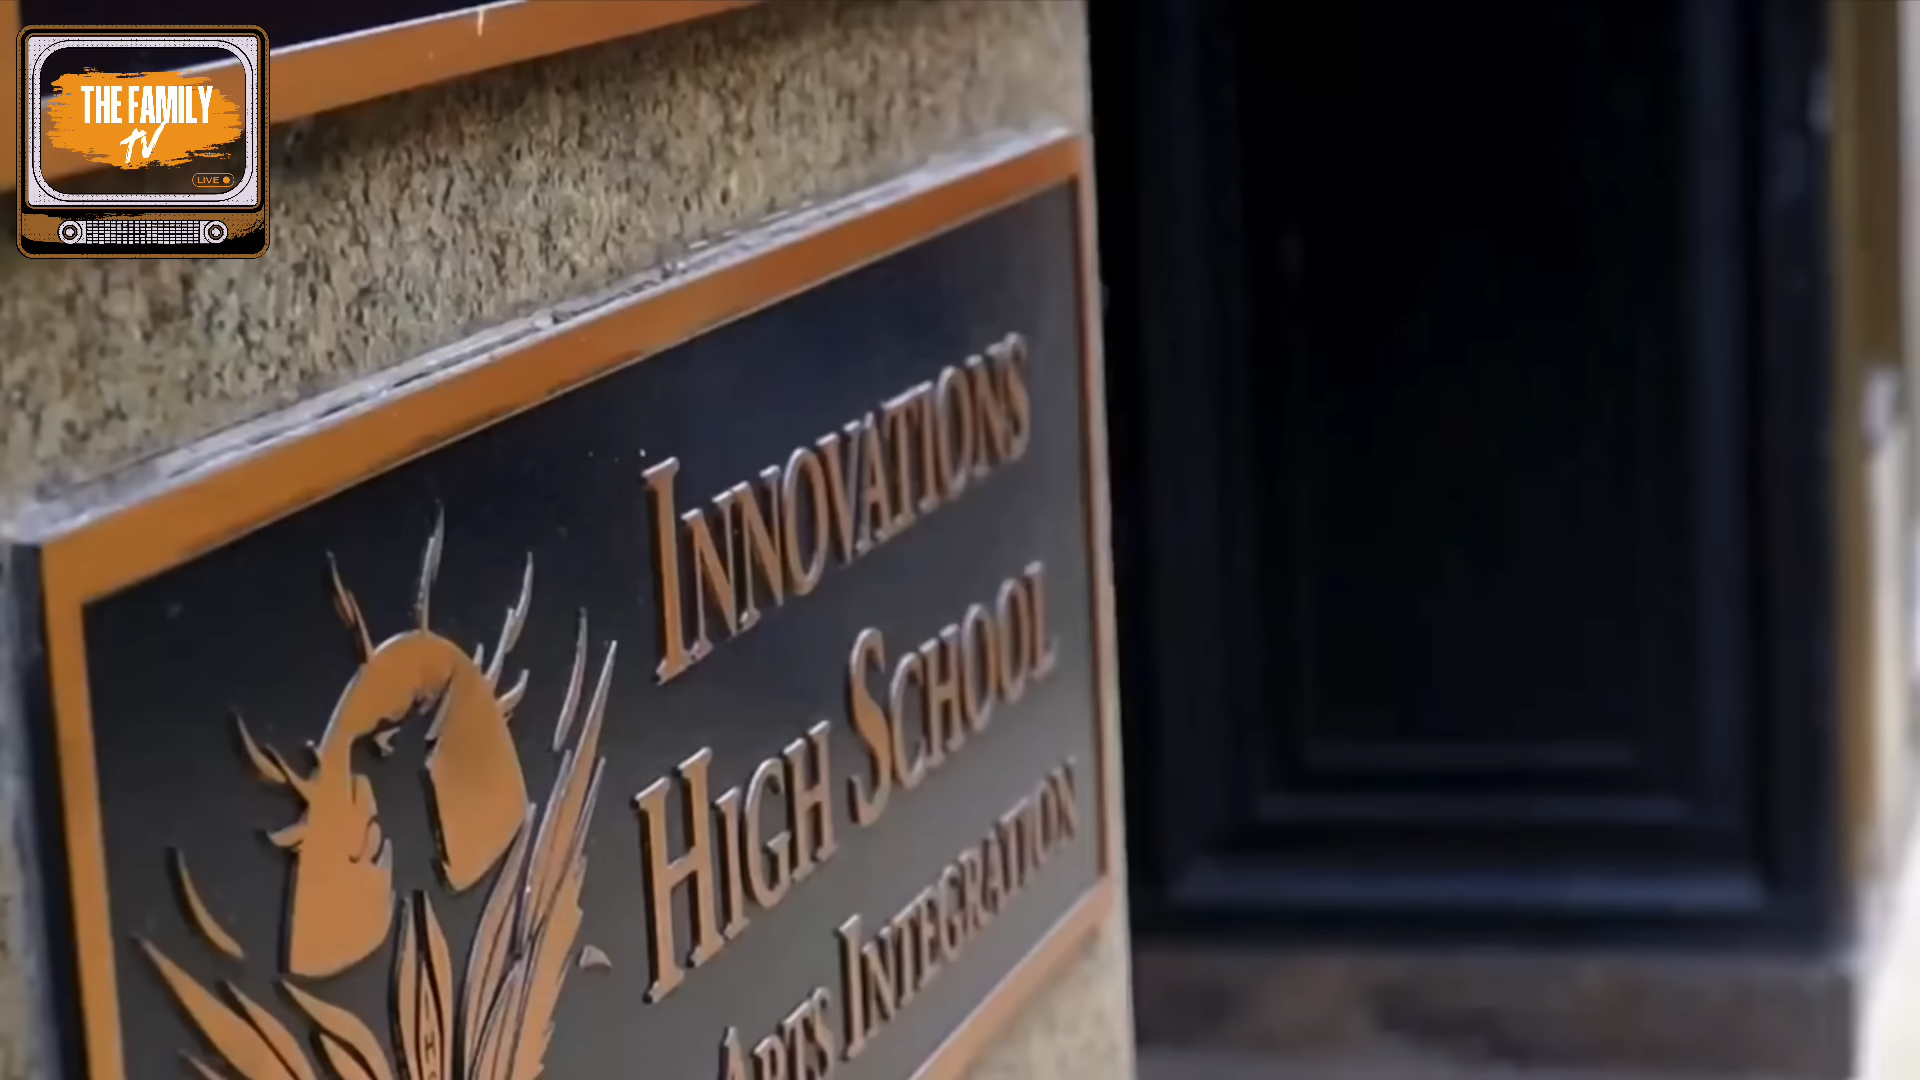 THE FAMILY
tv
LIVE
INNOVATIONS
HIGH SCHOOL
ARTS INTEGRATION